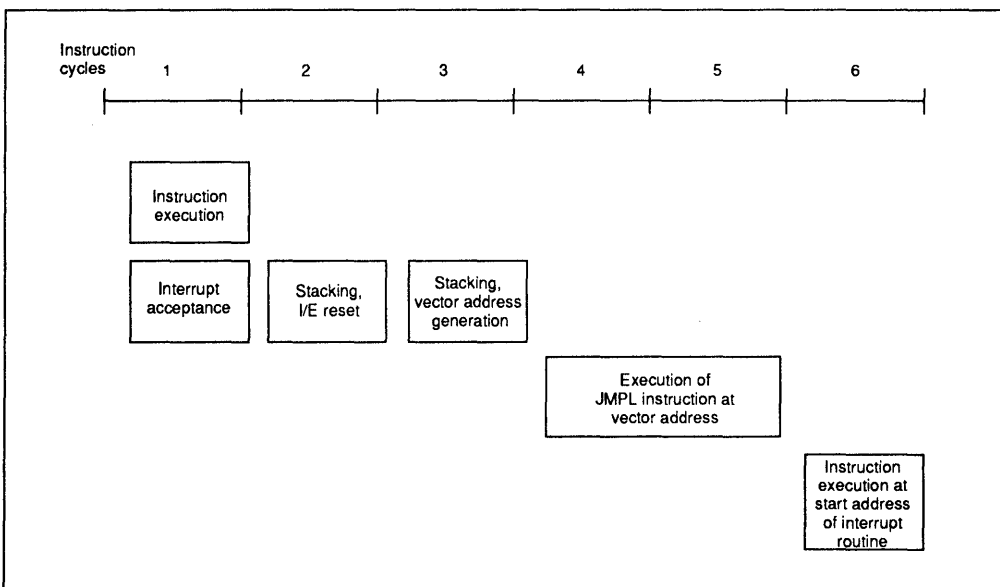 Instruction
cycles
1 2 3 4 5 6
Instruction
execution
Interrupt
acceptance
Stacking,
I/E reset
Stacking,
vector address
generation
Execution of
JMPL instruction at
vector address
Instruction
execution at
start address
of interrupt
routine